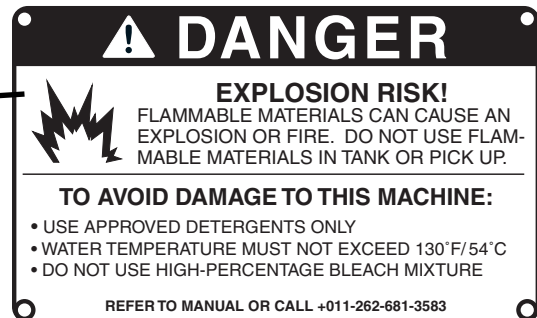 DANGER
EXPLOSION RISK!
FLAMMABLE MATERIALS CAN CAUSE AN
EXPLOSION OR FIRE. DO NOT USE FLAM-
MABLE MATERIALS IN TANK OR PICK UP.
TO AVOID DAMAGE TO THIS MACHINE:
• USE APPROVED DETERGENTS ONLY
• WATER TEMPERATURE MUST NOT EXCEED 130˚F/54˚C
• DO NOT USE HIGH-PERCENTAGE BLEACH MIXTURE
REFER TO MANUAL OR CALL +011-262-681-3583